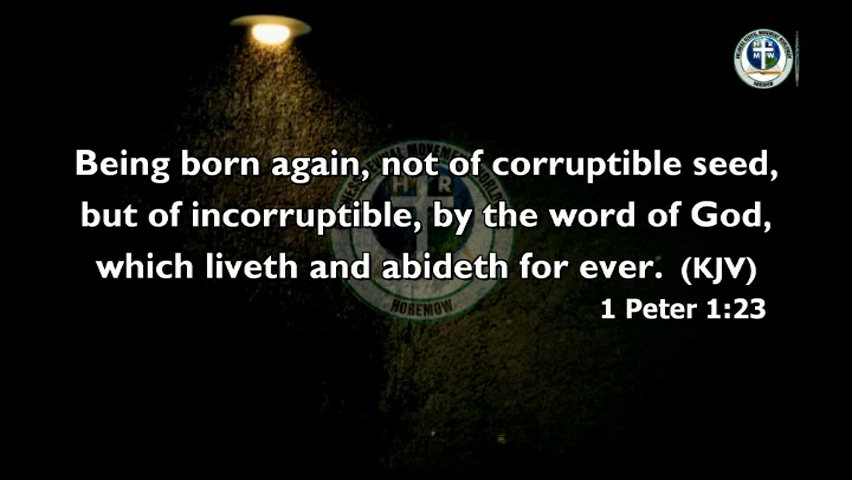 Being born again, not of corruptible seed,
but of incorruptible, by the word of God,
which liveth and abideth for ever. (KJV)
1 Peter 1:23
H R
HOREMOW